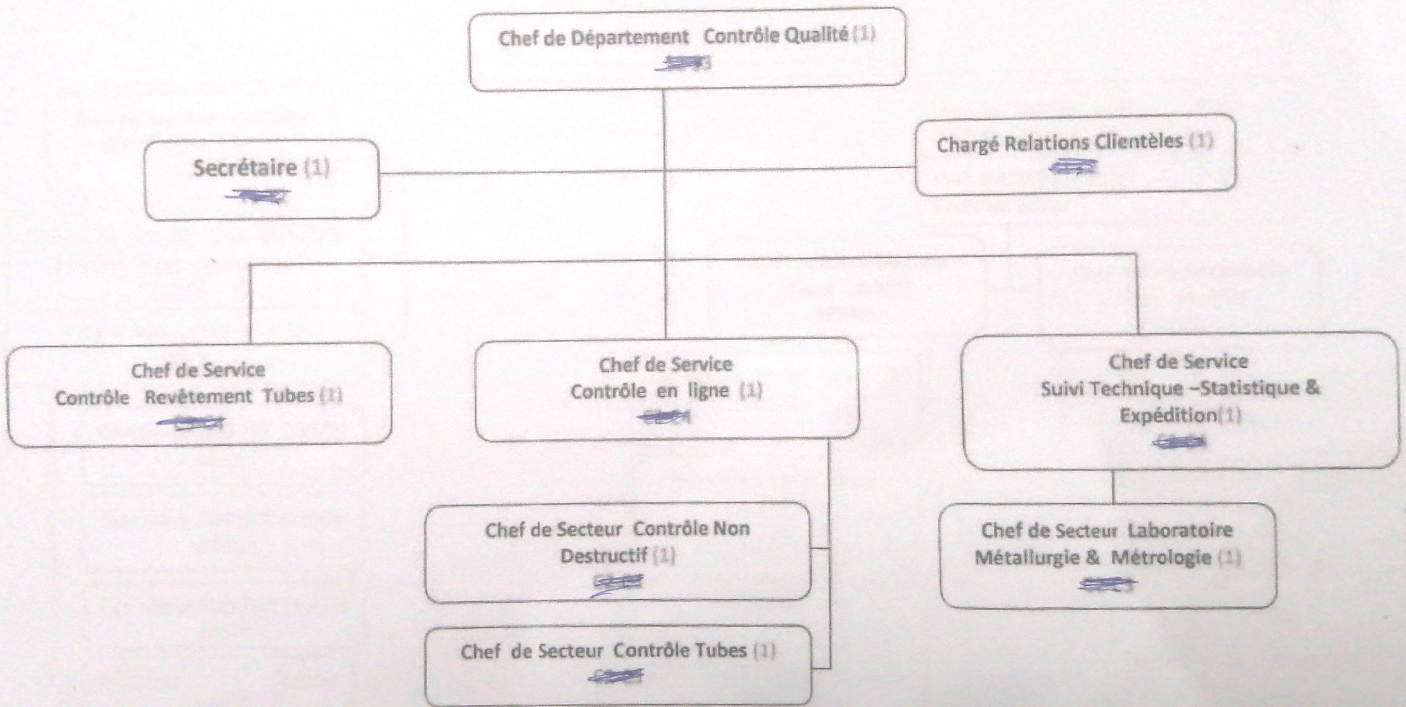 Chef de Département Contrôle Qualité (1)
Secrétaire (1)
Chargé Relations Clientèles (1)
Chef de Service
Contrôle Revêtement Tubes (1)
Chef de Service
Contrôle en ligne (1)
Chef de Service
Suivi Technique –Statistique &
Expédition(1)
Chef de Secteur Contrôle Non
Destructif (1)
Chef de Secteur Laboratoire
Métallurgie & Métrologie (1)
Chef de Secteur Contrôle Tubes (1)